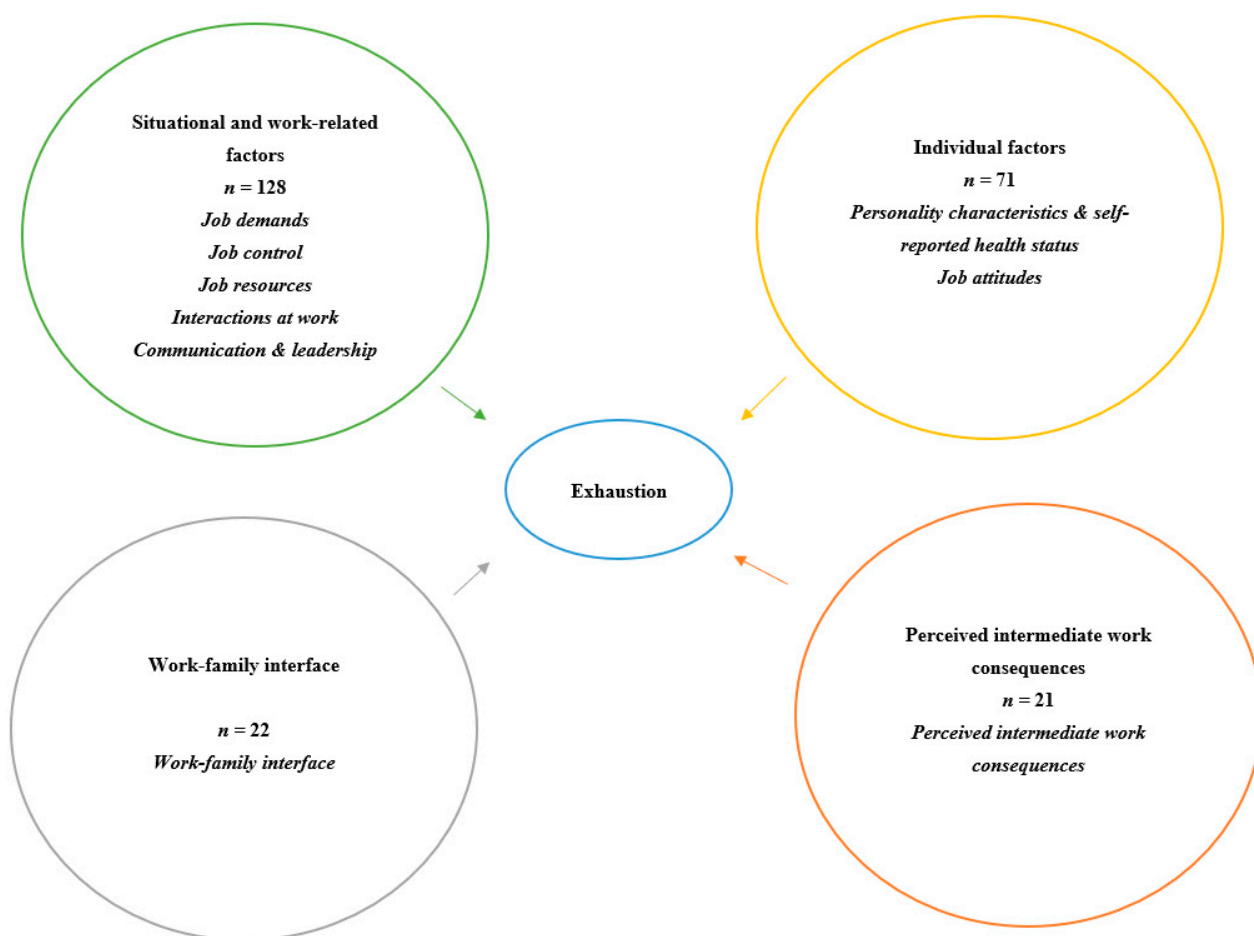 Situational and work-related
factors
n = 128
Job demands
Job control
Job resources
Interactions at work
Communication & leadership
Individual factors
n = 71
Personality characteristics & self-
reported health status
Job attitudes
Exhaustion
Work-family interface
n = 22
Work-family interface
Perceived intermediate work
consequences
n = 21
Perceived intermediate work
consequences